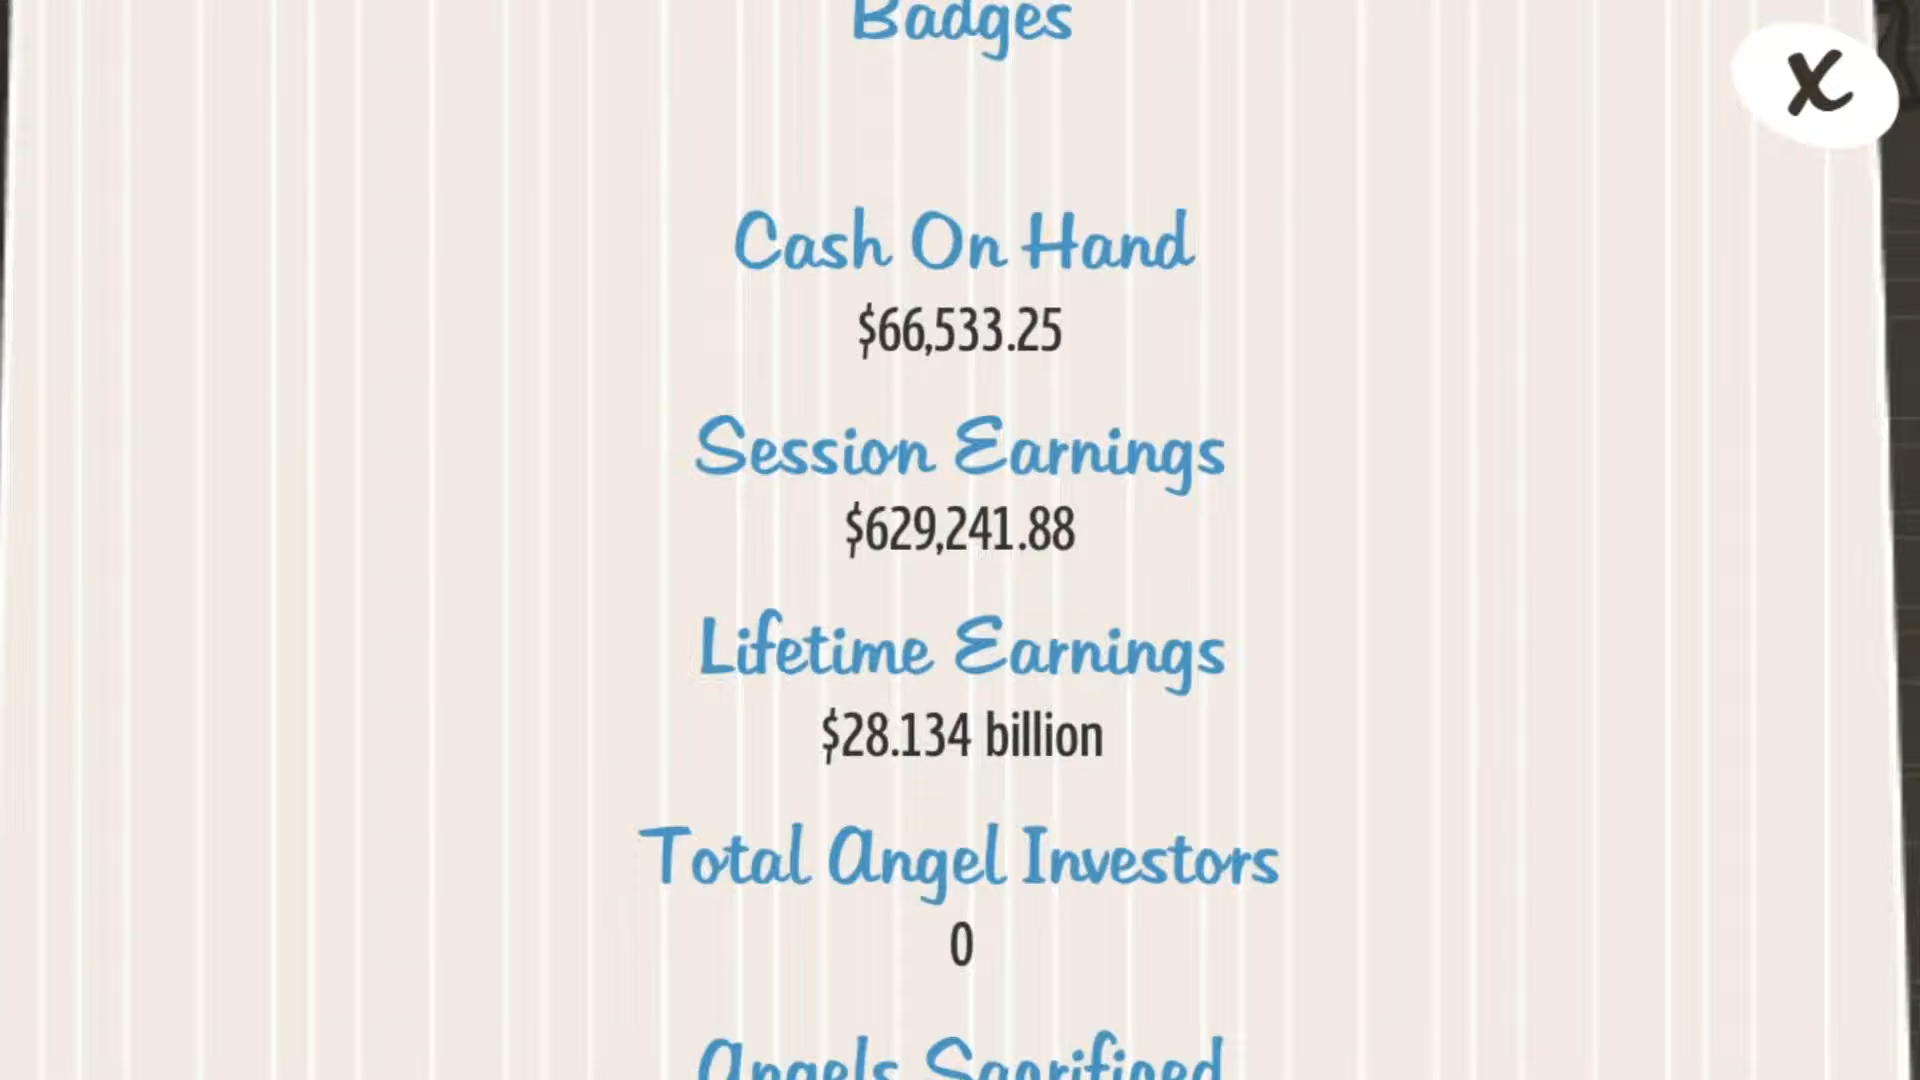 Badges
X
Cash On Hand
$66,533.25
Session Earnings
$629,241.88
Lifetime Earnings
$28.134 billion
Total Angel Investors
0
Angels Sacrificed